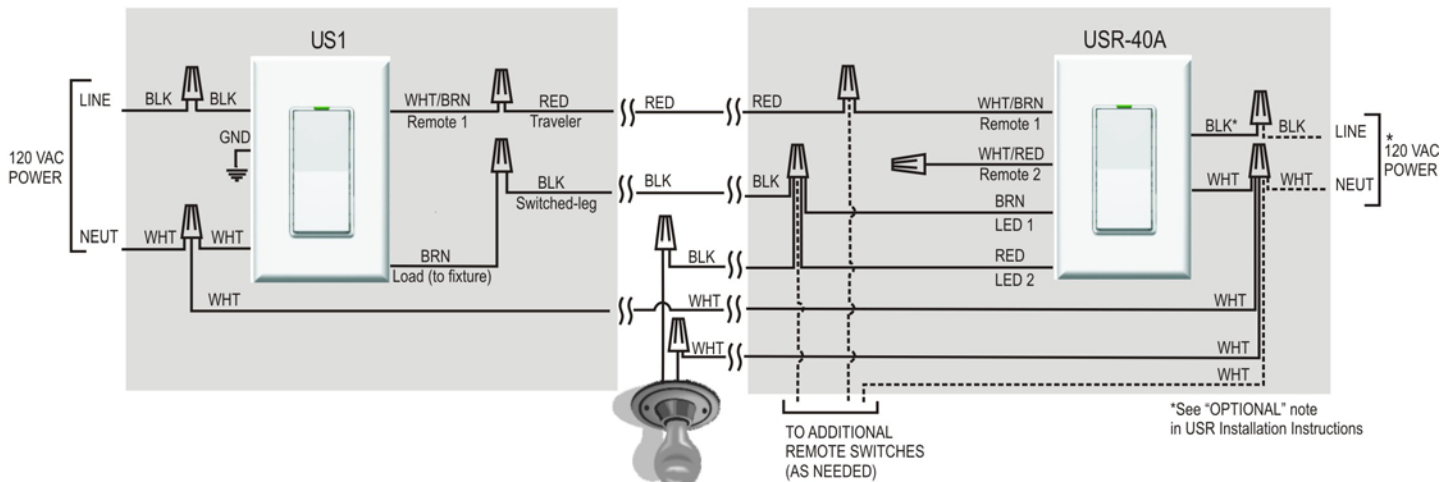 US1
USR-40A
LINE
BLK
BLK
WHT/BRN
Remote 1
RED
Traveler
RED
RED
WHT/BRN
Remote 1
BLK*
BLK
LINE
GND
120 VAC
POWER
*
120 VAC
POWER
WHT/RED
Remote 2
BLK
Switched-leg
BLK
BLK
WHT
WHT
NEUT
BRN
LED 1
NEUT
WHT
WHT
BRN
Load (to fixture)
BLK
RED
LED 2
WHT
WHT
WHT
WHT
WHT
WHT
TO ADDITIONAL
REMOTE SWITCHES
(AS NEEDED)
*See "OPTIONAL" note
in USR Installation Instructions